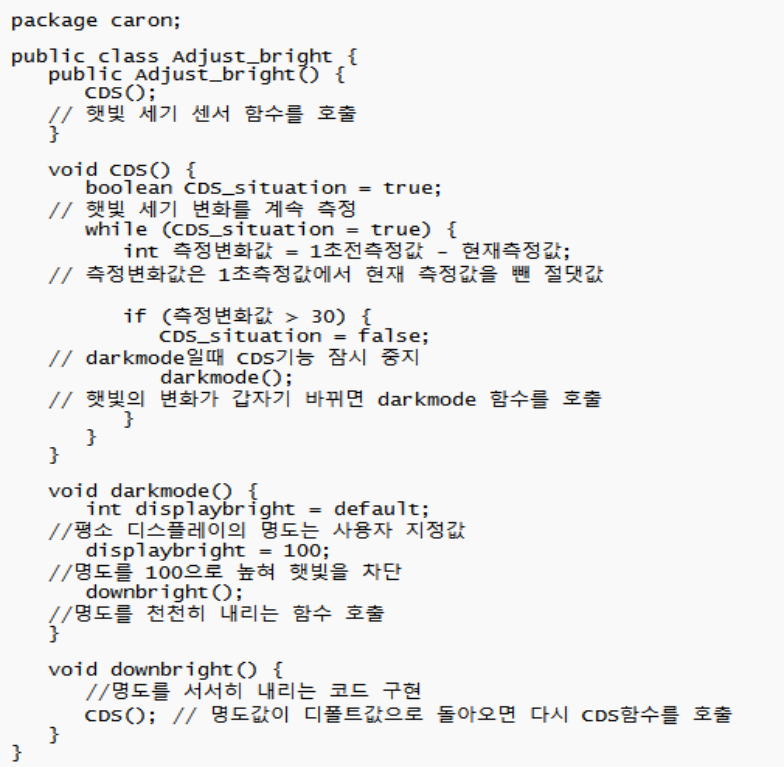 package caron;
public class Adjust_bright {
public Adjust_bright() {
CDS();
// 햇빛 세기 센서 함수를 호출
}
void CDS() {
boolean CDS_situation = true;
// 햇빛 세기 변화를 계속 측정
while (CDS_situation = true) {
int 측정변화값 = 1초전측정값 - 현재측정값;
// 측정변화값은 1초측정값에서 현재 측정값을 뺀 절댓값
if (측정변화값 > 30) {
CDS_situation = false;
// darkmode일때 CDS기능 잠시 중지
darkmode();
// 햇빛의 변화가 갑자기 바뀌면 darkmode 함수를 호출
}
}
}
void darkmode() {
int displaybright = default;
//평소 디스플레이의 명도는 사용자 지정값
displaybright = 100;
//명도를 100으로 높혀 햇빛을 차단
downbright();
//명도를 천천히 내리는 함수 호출
}
void downbright() {
//명도를 서서히 내리는 코드 구현
CDS(); // 명도값이 디폴트값으로 돌아오면 다시 CDS함수를 호출
}
}